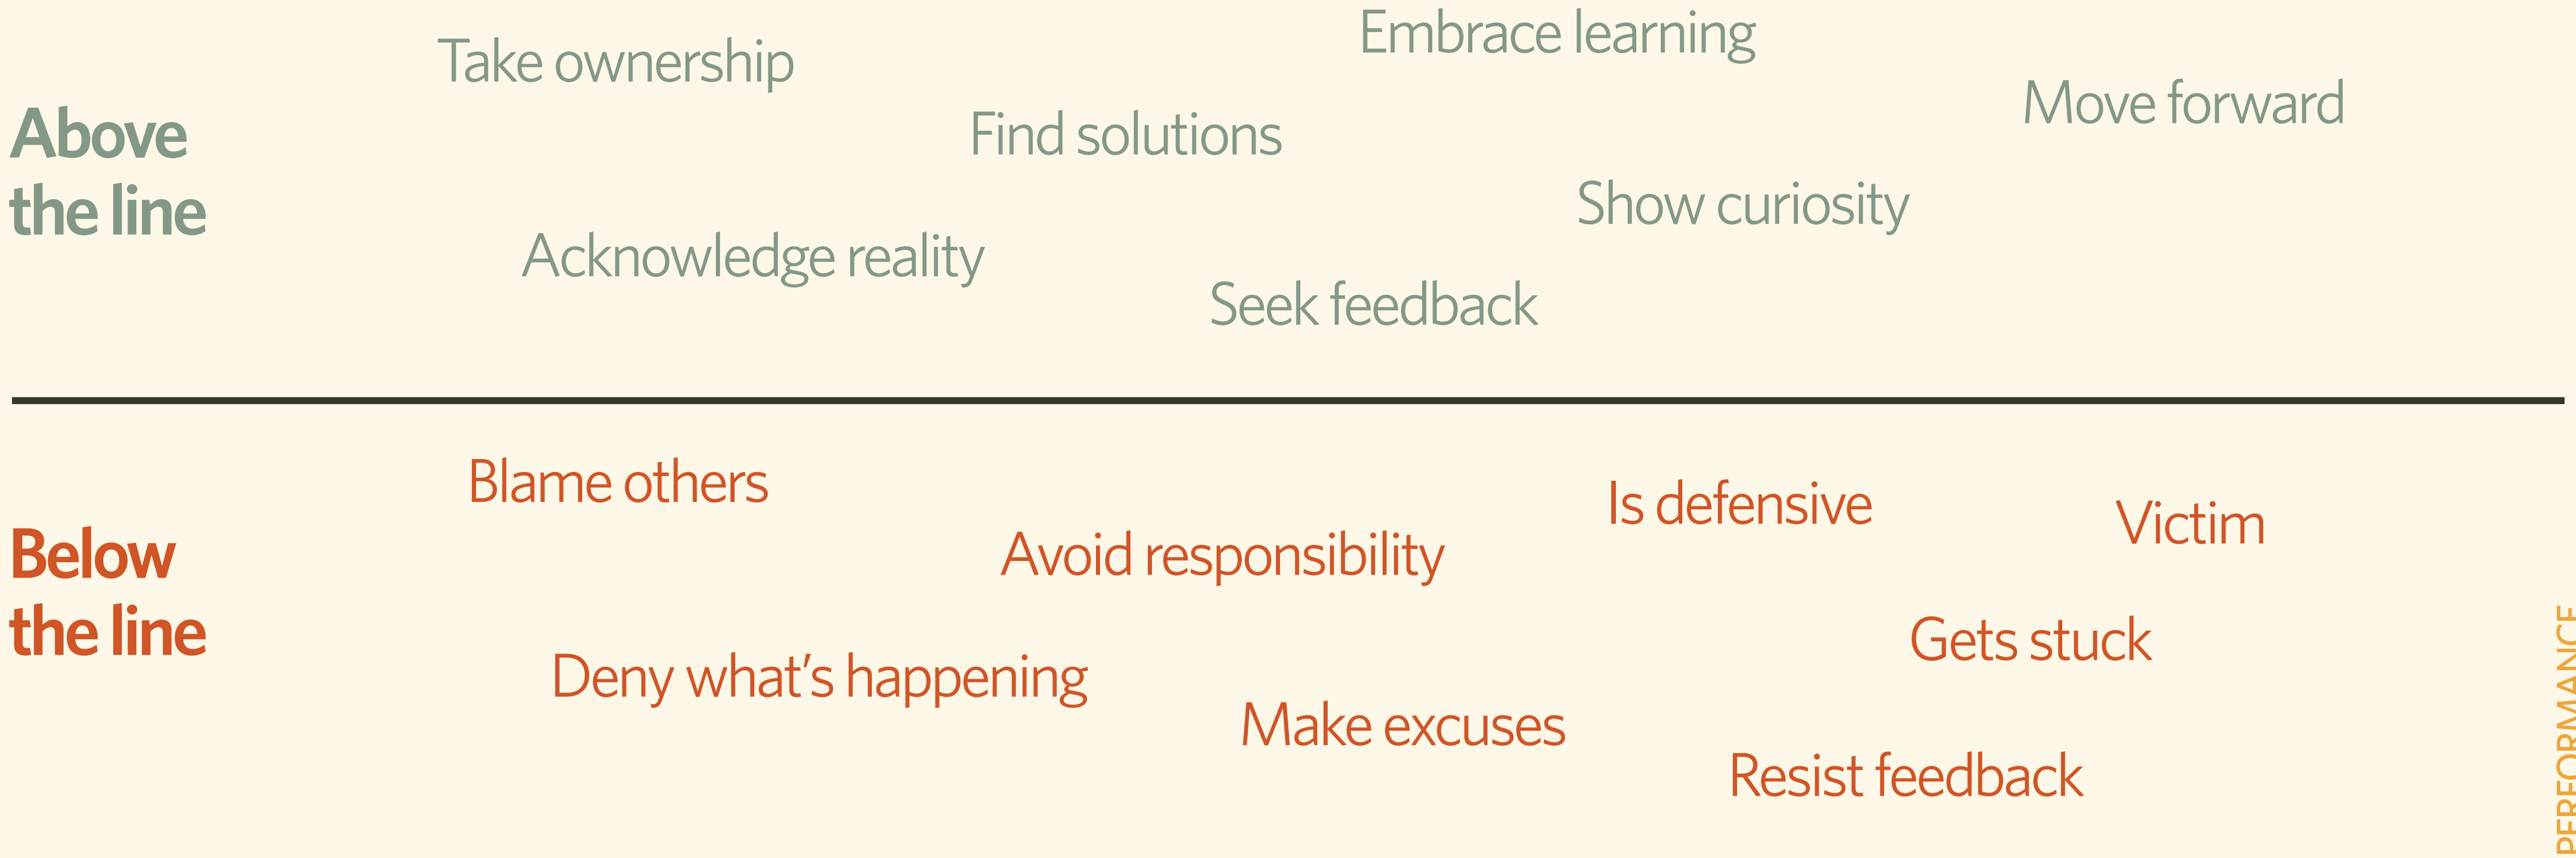 Above
the line
Take ownership
Embrace learning
Move forward
Find solutions
Show curiosity
Acknowledge reality
Seek feedback
Below
the line
Blame others
Is defensive
Victim
Avoid responsibility
Gets stuck
Deny what’s happening
Make excuses
Resist feedback
PERFORMANCE